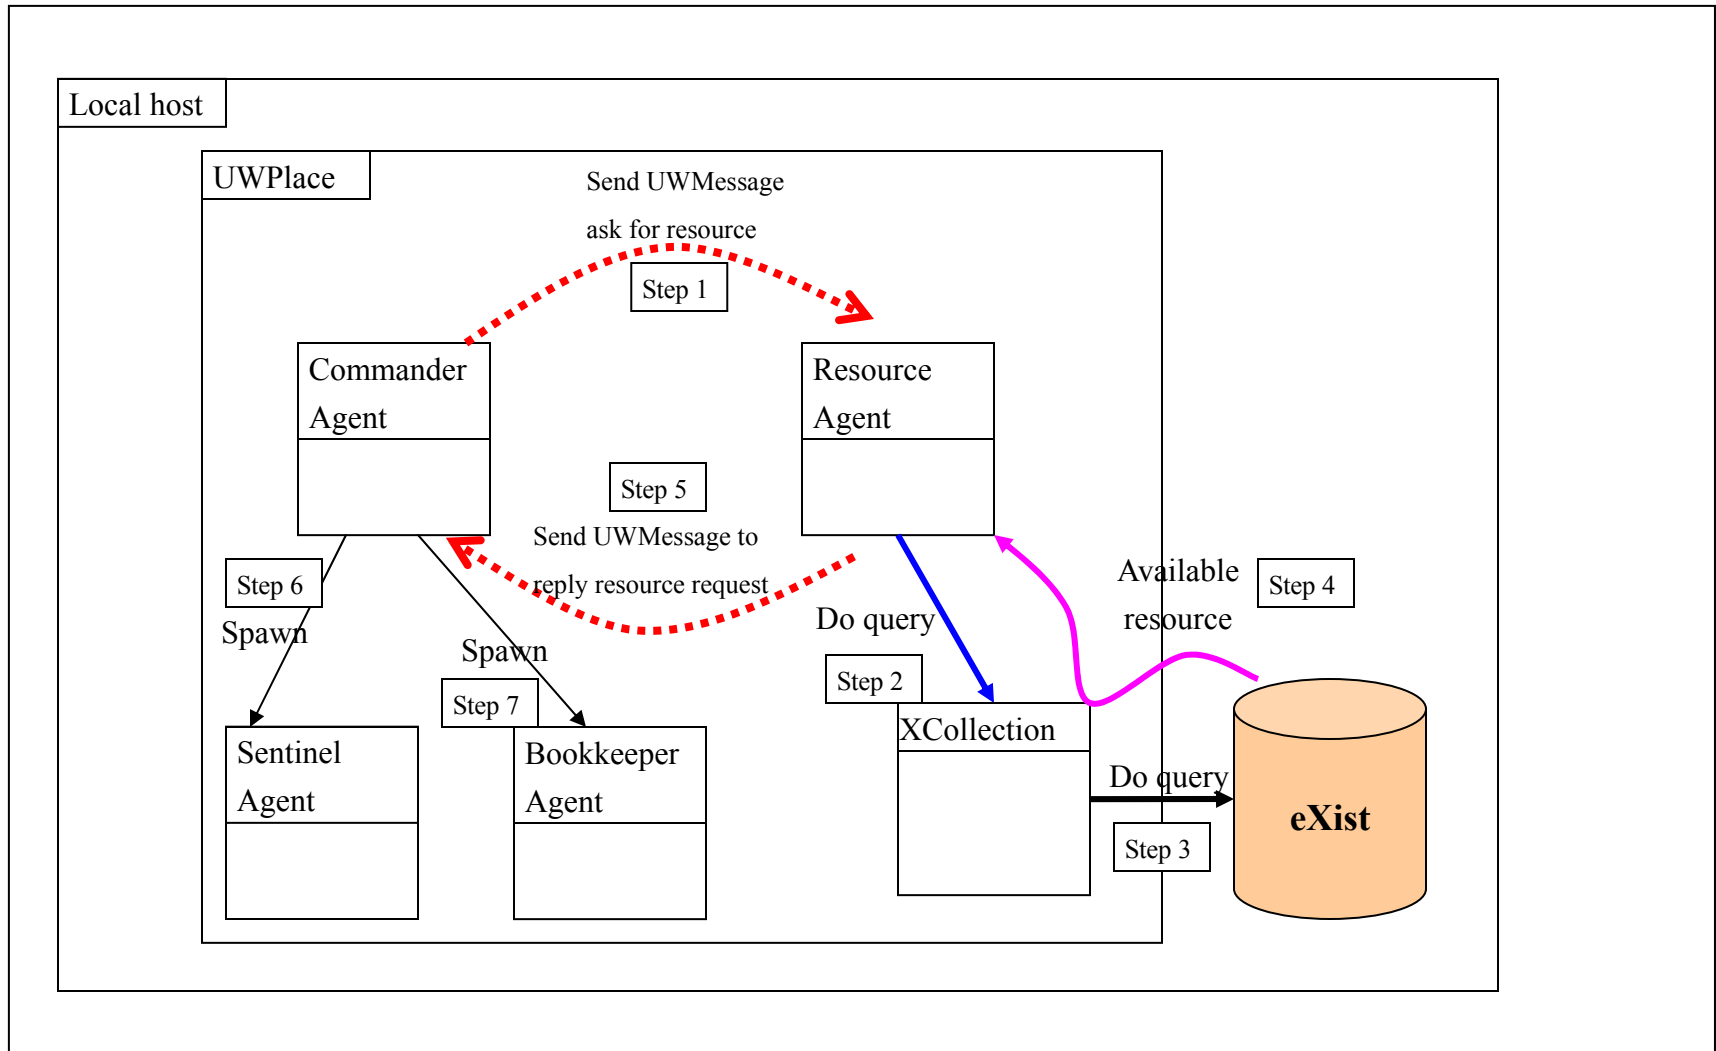 Local host
UWPlace
Send UWMessage
ask for resource
Step 1
Commander
Agent
Resource
Agent
Step 5
Send UWMessage to
reply resource request
Step 6
Spawn
Spawn
Step 7
Do query
Step 2
Available
resource
Step 4
Sentinel
Agent
Bookkeeper
Agent
XCollection
Do query
Step 3
eXist